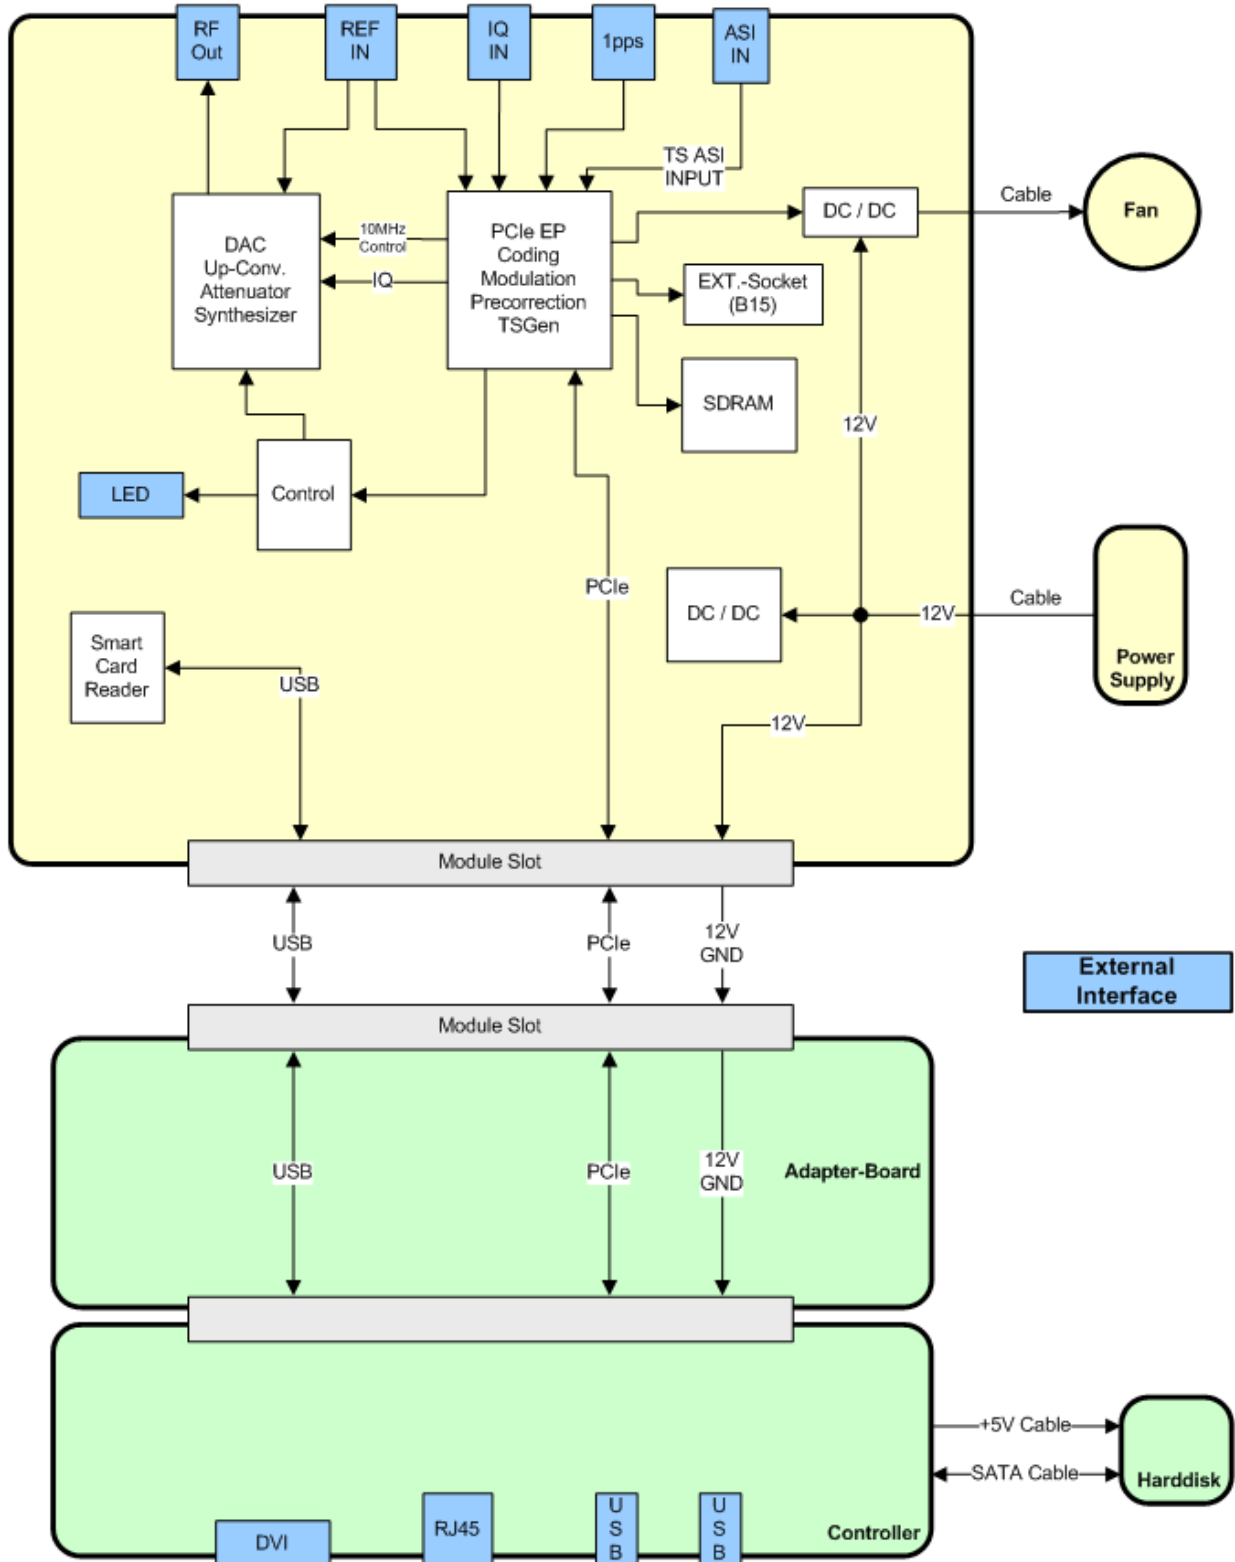 RF
Out
REF
IN
IQ
IN
1pps
ASI
IN
TS ASI
INPUT
DAC
Up-Conv.
Attenuator
Synthesizer
10MHz
Control
IQ
PCIe EP
Coding
Modulation
Precorrection
TSGen
DC / DC
Cable
Fan
EXT.-Socket
(B15)
SDRAM
12V
LED
Control
PCIe
DC / DC
12V
Cable
Power
Supply
Smart
Card
Reader
USB
12V
Module Slot
USB
PCIe
12V
GND
External
Interface
Module Slot
USB
PCIe
12V
GND
Adapter-Board
+5V Cable
SATA Cable
Harddisk
DVI
RJ45
U
S
B
U
S
B
Controller